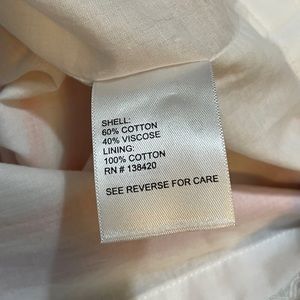 SHELL:
60% COTTON
40% VISCOSE
LINING:
100% COTTON
RN # 138420
SEE REVERSE FOR CARE